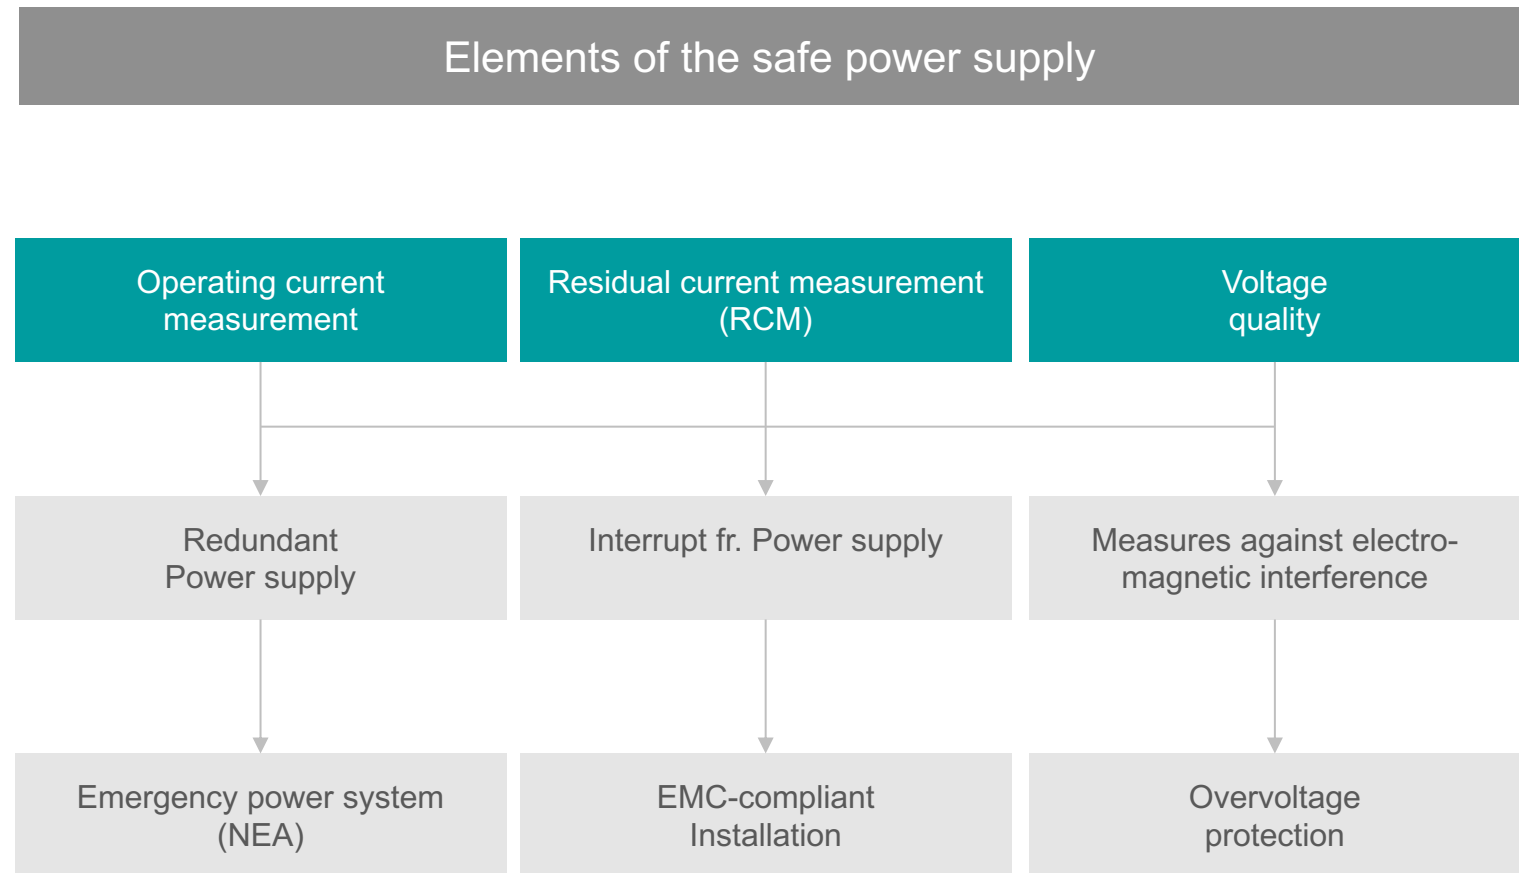 Elements of the safe power supply
Operating current
measurement
Residual current measurement
(RCM)
Voltage
quality
Redundant
Power supply
Interrupt fr. Power supply
Measures against electro-
magnetic interference
Emergency power system
(NEA)
EMC-compliant
Installation
Overvoltage
protection